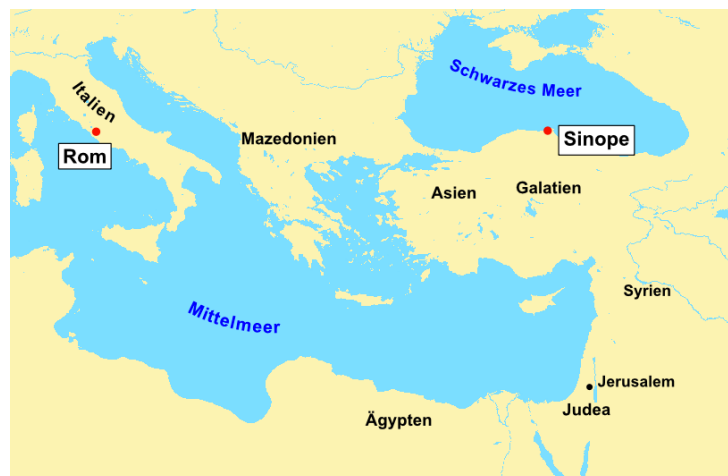 Schwarzes Meer
Italien
Rom
Mazedonien
Sinope
Asien
Galatien
Syrien
Mittelmeer
Jerusalem
Judea
Ägypten